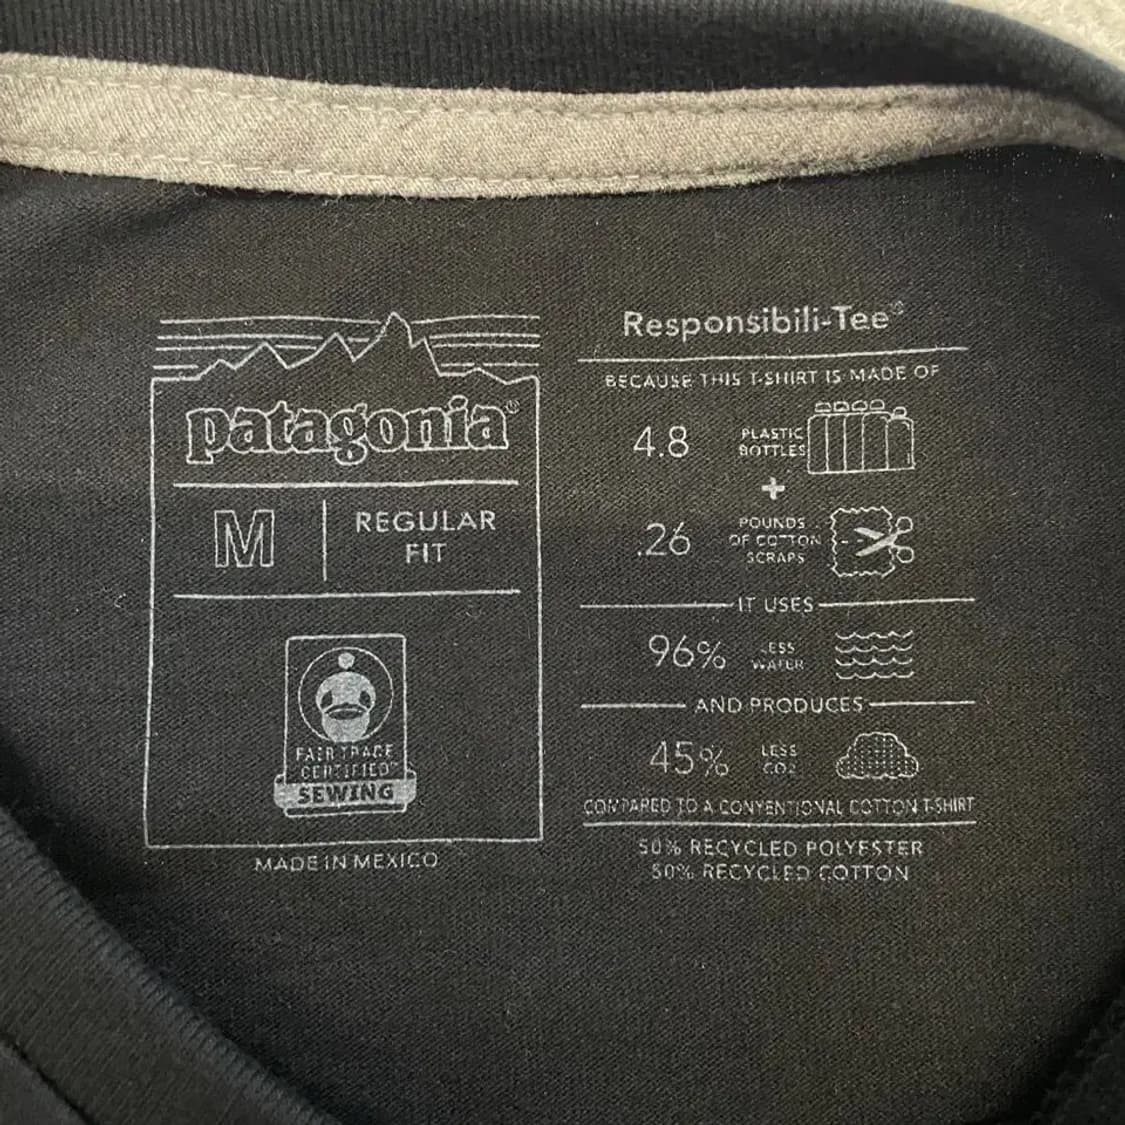 patagonia®
M
REGULAR
FIT
FAIR TRADE
CERTIFIED™
SEWING
MADE IN MEXICO
Responsibili-Tee®
BECAUSE THIS T-SHIRT IS MADE OF
4.8
PLASTIC
BOTTLES
+
.26
POUNDS
OF COTTON
SCRAPS
IT USES
96%
LESS
WATER
AND PRODUCES
45%
LESS
CO2
COMPARED TO A CONVENTIONAL COTTON T-SHIRT
50% RECYCLED POLYESTER
50% RECYCLED COTTON